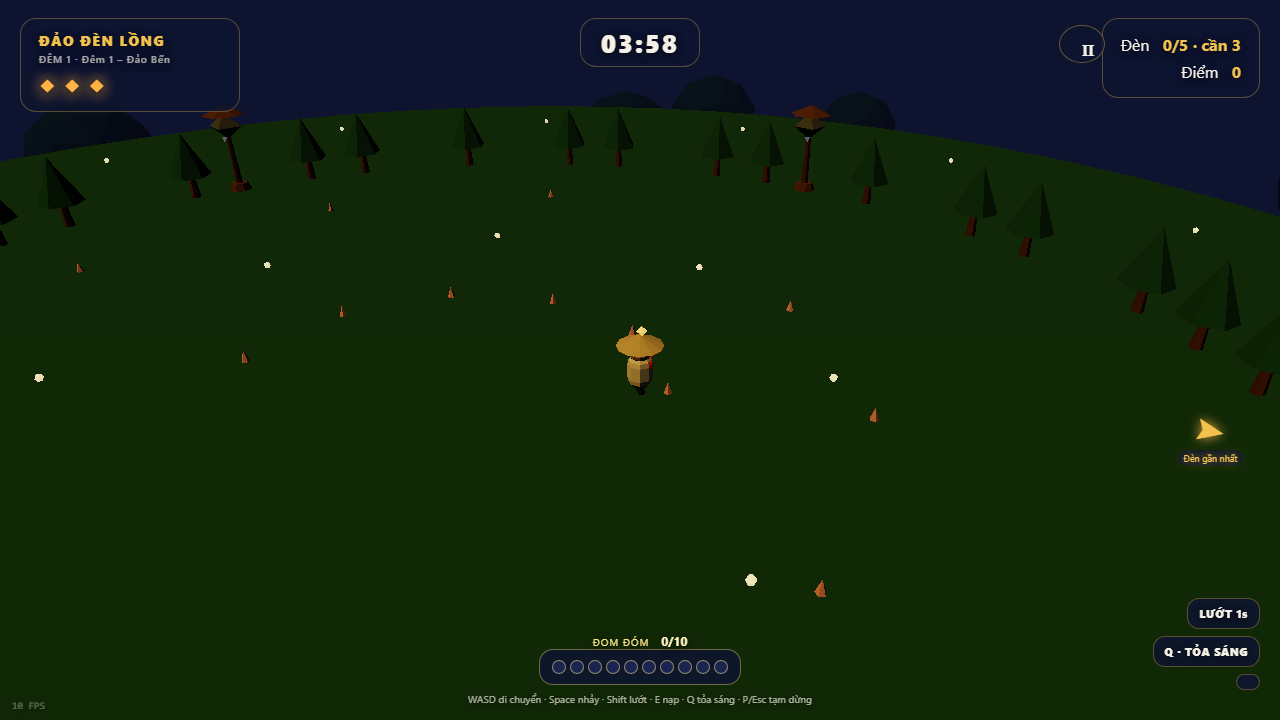 ĐẢO ĐÈN LỒNG
ĐÊM 1 · Đêm 1 – Đảo Bến
03:58
II
Đèn 0/5 · cần 3
Điểm 0
Đèn gần nhất
LƯỚT 1s
Q · TỎA SÁNG
ĐOM ĐÓM 0/10
WASD di chuyển · Space nhảy · Shift lướt · E nạp · Q tỏa sáng · P/Esc tạm dừng
10 FPS